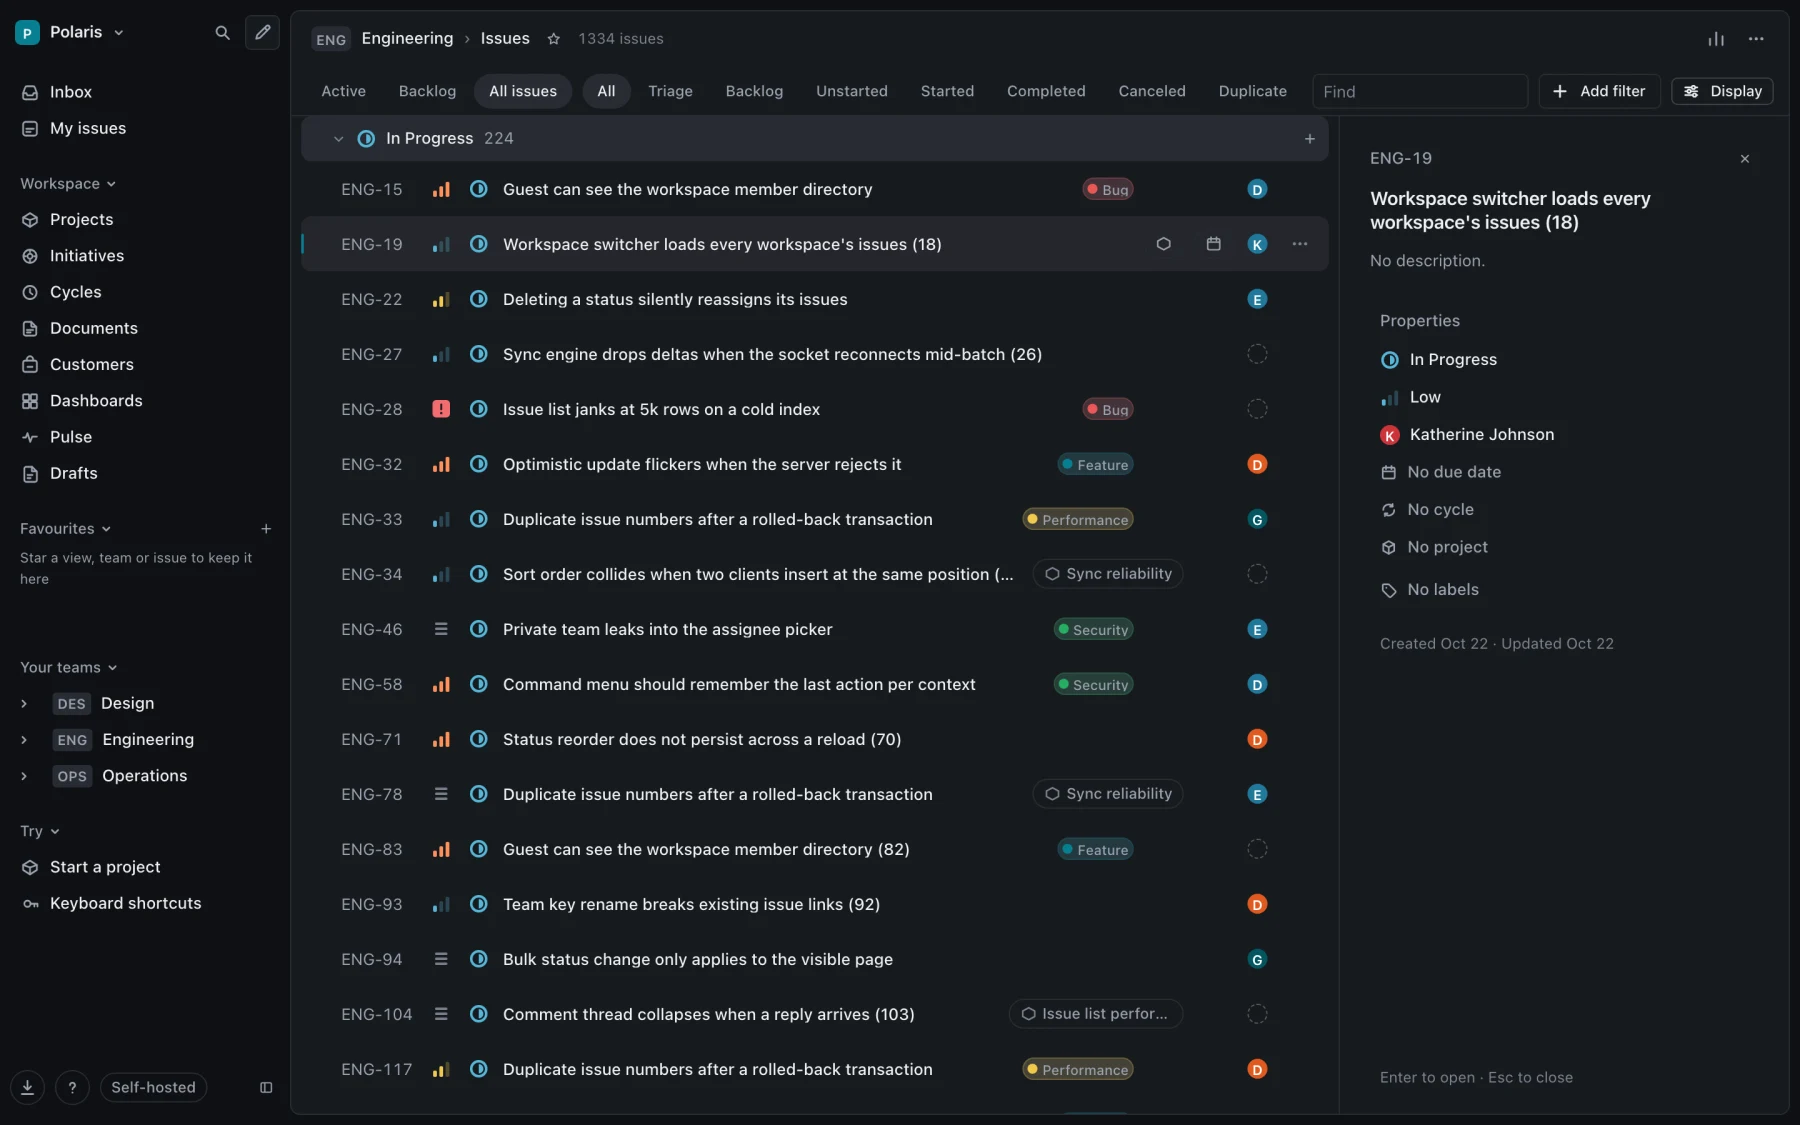 P Polaris
Inbox
My issues
Workspace
Projects
Initiatives
Cycles
Documents
Customers
Dashboards
Pulse
Drafts
Favourites
Star a view, team or issue to keep it
here
Your teams
DES Design
ENG Engineering
OPS Operations
Try
Start a project
Keyboard shortcuts
? Self-hosted
ENG Engineering › Issues 1334 issues
Active Backlog All issues All Triage Backlog Unstarted Started Completed Canceled Duplicate Find Add filter Display
In Progress 224
ENG-15 Guest can see the workspace member directory Bug D
ENG-19 Workspace switcher loads every workspace's issues (18) K
ENG-22 Deleting a status silently reassigns its issues E
ENG-27 Sync engine drops deltas when the socket reconnects mid-batch (26)
ENG-28 Issue list janks at 5k rows on a cold index Bug
ENG-32 Optimistic update flickers when the server rejects it Feature D
ENG-33 Duplicate issue numbers after a rolled-back transaction Performance G
ENG-34 Sort order collides when two clients insert at the same position (... Sync reliability
ENG-46 Private team leaks into the assignee picker Security E
ENG-58 Command menu should remember the last action per context Security D
ENG-71 Status reorder does not persist across a reload (70) D
ENG-78 Duplicate issue numbers after a rolled-back transaction Sync reliability E
ENG-83 Guest can see the workspace member directory (82) Feature
ENG-93 Team key rename breaks existing issue links (92) D
ENG-94 Bulk status change only applies to the visible page G
ENG-104 Comment thread collapses when a reply arrives (103) Issue list perfor...
ENG-117 Duplicate issue numbers after a rolled-back transaction Performance D
ENG-19
Workspace switcher loads every
workspace's issues (18)
No description.
Properties
In Progress
Low
K Katherine Johnson
No due date
No cycle
No project
No labels
Created Oct 22 · Updated Oct 22
Enter to open · Esc to close